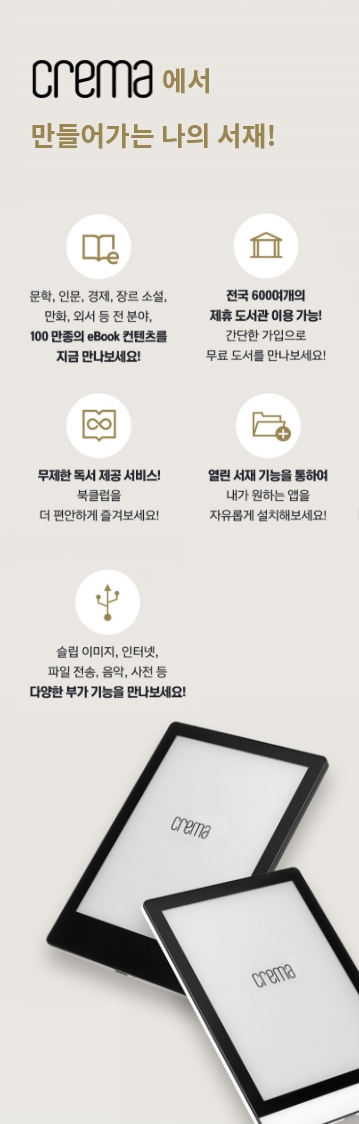 crema 에서
만들어가는 나의 서재!
e
문학, 인문, 경제, 장르 소설,
만화, 외서 등 전 분야,
100 만종의 eBook 컨텐츠를
지금 만나보세요!
전국 600여개의
제휴 도서관 이용 가능!
간단한 가입으로
무료 도서를 만나보세요!
무제한 독서 제공 서비스!
북클럽을
더 편안하게 즐겨보세요!
열린 서재 기능을 통하여
내가 원하는 앱을
자유롭게 설치해보세요!
슬립 이미지, 인터넷,
파일 전송, 음악, 사전 등
다양한 부가 기능을 만나보세요!
crema
crema